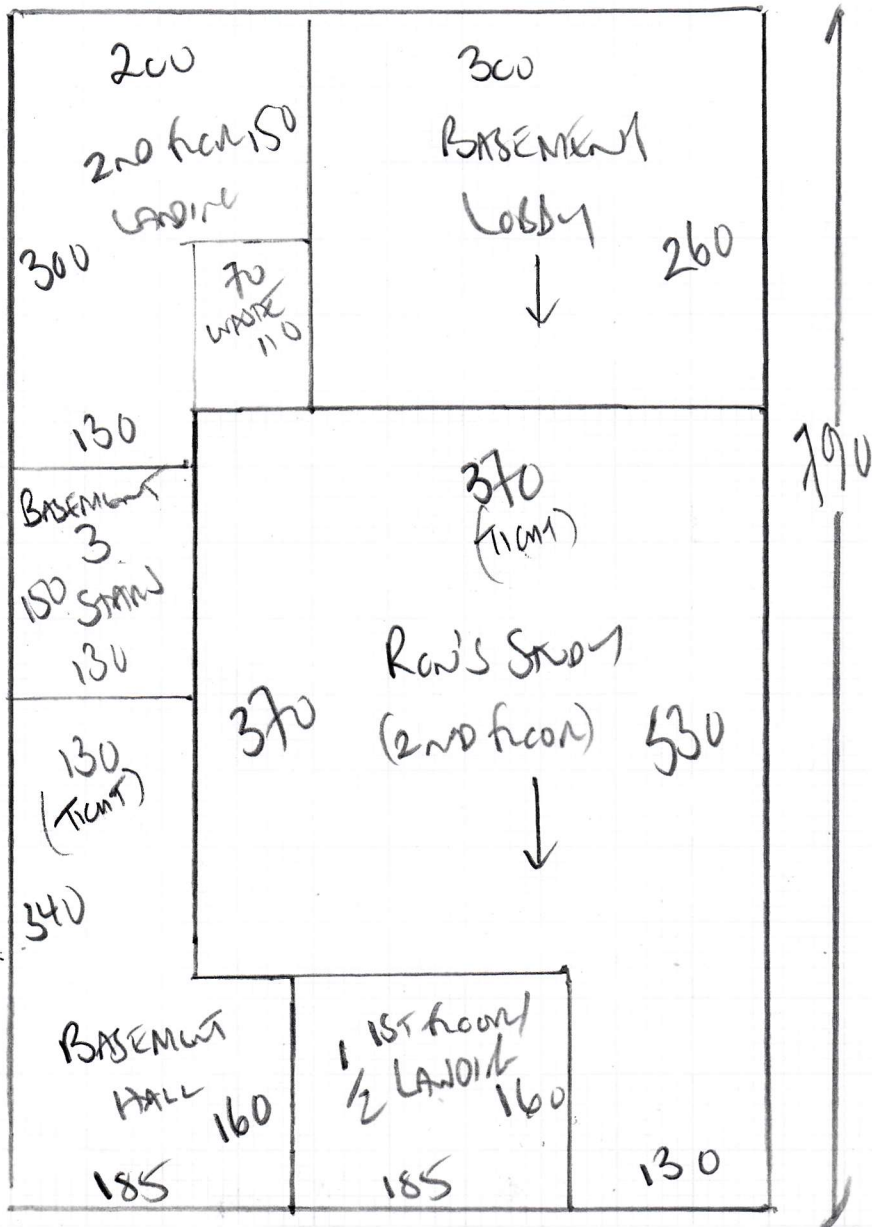 200
2ND FLOOR 150
LANDING
300
130
70
WASTE
110
300
BASEMENT
LOBBY
260
790
BASEMENT
3
150 STAIRS
130
370
(TIGHT)
RON'S STUDY
(2ND FLOOR)
370
530
130
(TIGHT)
340
BASEMENT
HALL
160
185
1ST FLOOR/
1/2 LANDING
160
185
130